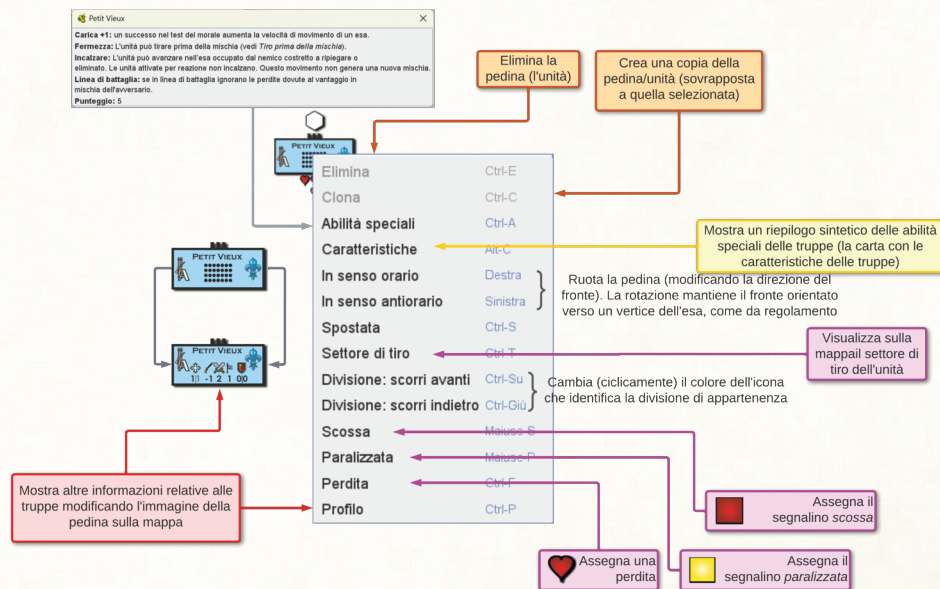 Petit Vieux
Carica +1: un successo nel test del morale aumenta la velocità di movimento di un esa.
Fermezza: L'unità può tirare prima della mischia (vedi Tiro prima della mischia).
Incalzare: L'unità può avanzare nell'esa occupato dal nemico costretto a ripiegare o
eliminato. Le unità attivate per reazione non incalzano. Questo movimento non genera una nuova mischia.
Linea di battaglia: se in linea di battaglia ignorano le perdite dovute al vantaggio in
mischia dell'avversario.
Punteggio: 5
Elimina la
pedina (l'unità)
Crea una copia della
pedina/unità (sovrapposta
a quella selezionata)
PETIT VIEUX
Elimina Ctrl-E
Clona Ctrl-C
Abilità speciali Ctrl-A
Caratteristiche Alt-C
In senso orario Destra
In senso antiorario Sinistra
Spostata Ctrl-S
Settore di tiro Ctrl-T
Divisione: scorri avanti Ctrl-Su
Divisione: scorri indietro Ctrl-Giù
Scossa Maiusc-S
Paralizzata Maiusc-P
Perdita Ctrl-F
Profilo Ctrl-P
Mostra un riepilogo sintetico delle abilità
speciali delle truppe (la carta con le
caratteristiche delle truppe)
Ruota la pedina (modificando la direzione del
fronte). La rotazione mantiene il fronte orientato
verso un vertice dell'esa, come da regolamento
Visualizza sulla
mappail settore di
tiro dell'unità
Cambia (ciclicamente) il colore dell'icona
che identifica la divisione di appartenenza
PETIT VIEUX
PETIT VIEUX
1|1 -1 2 1 0|0
Mostra altre informazioni relative alle
truppe modificando l'immagine della
pedina sulla mappa
Assegna il
segnalino scossa
Assegna una
perdita
Assegna il
segnalino paralizzata